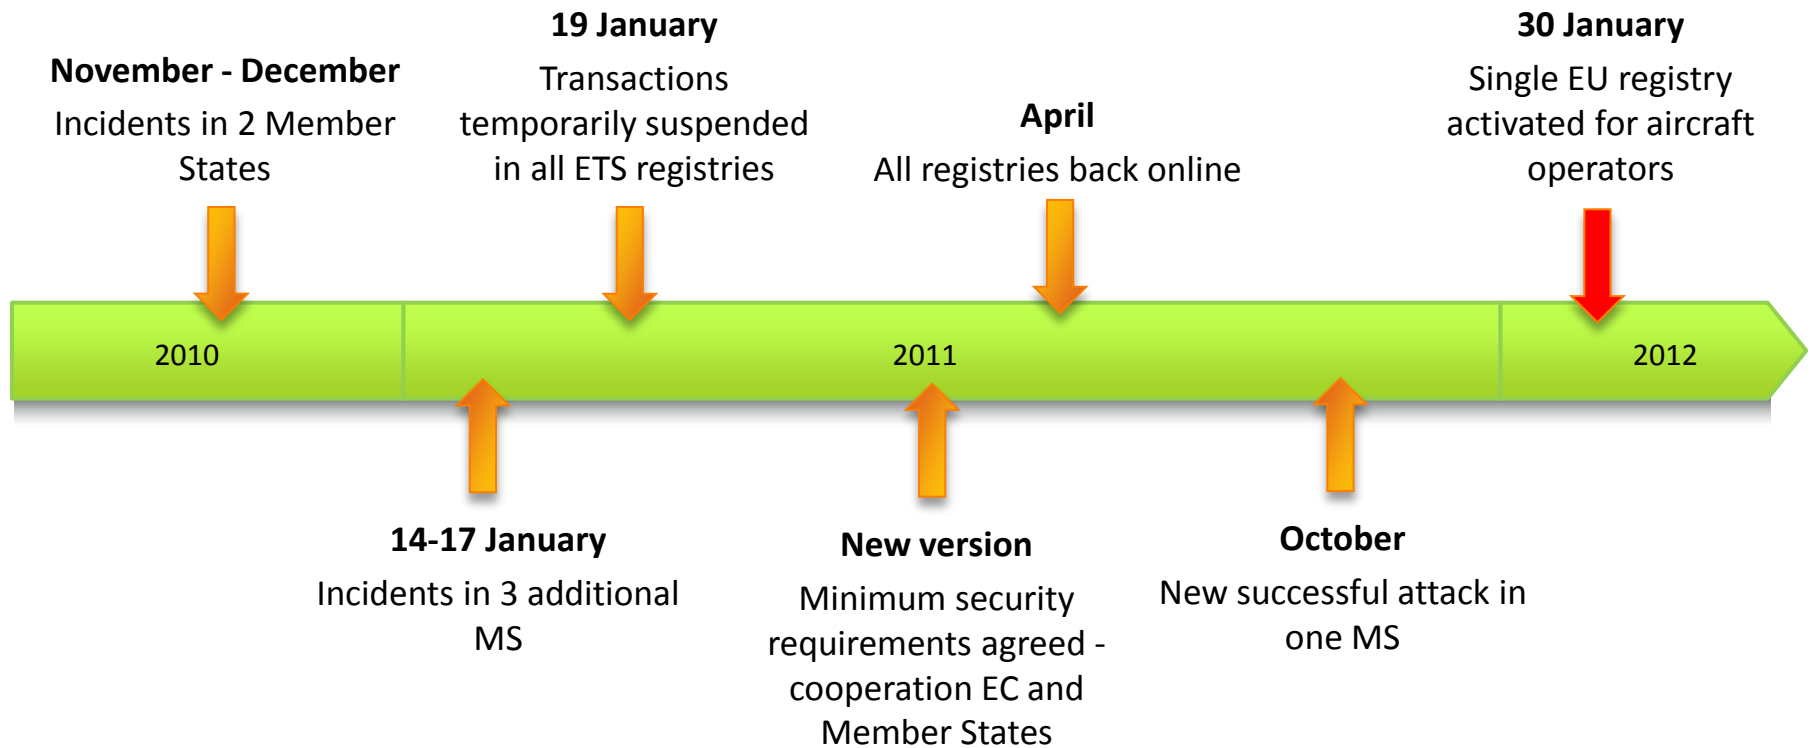 November - December
Incidents in 2 Member
States
19 January
Transactions
temporarily suspended
in all ETS registries
April
All registries back online
30 January
Single EU registry
activated for aircraft
operators
2010
2011
2012
14-17 January
Incidents in 3 additional
MS
New version
Minimum security
requirements agreed -
cooperation EC and
Member States
October
New successful attack in
one MS